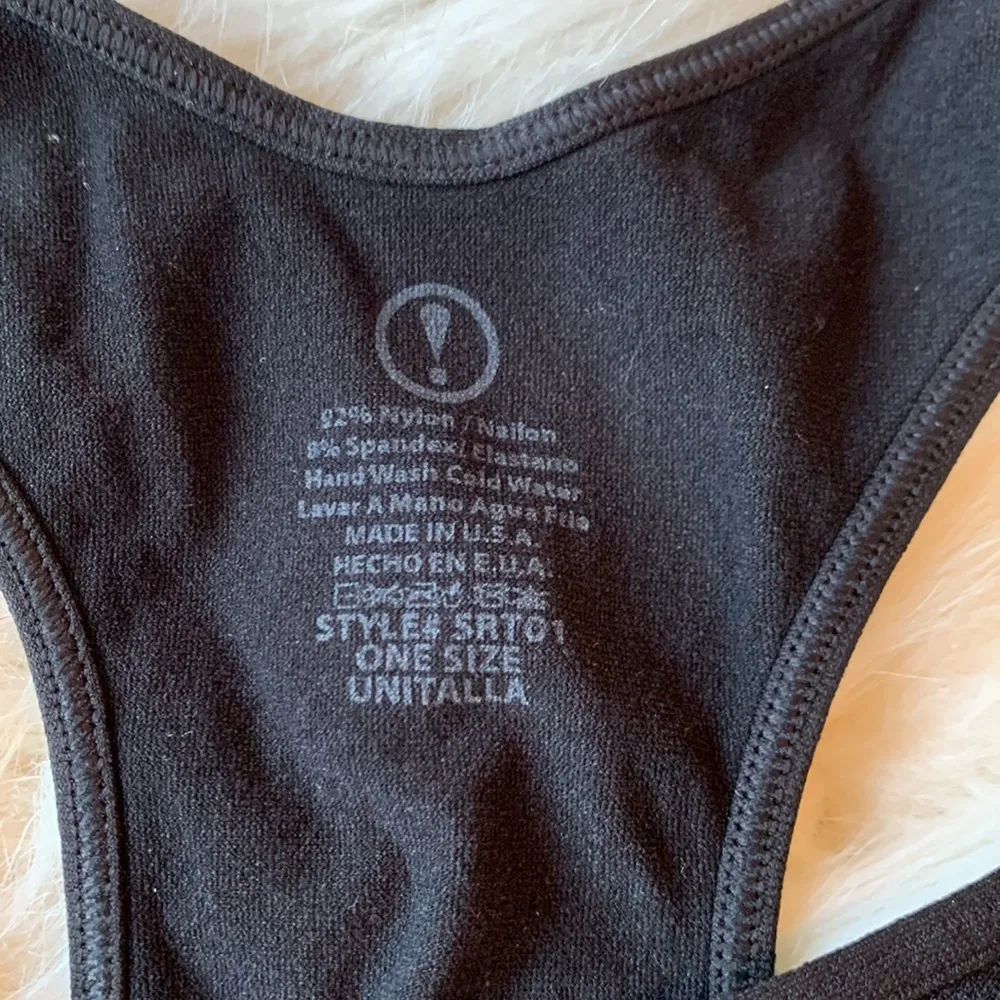 92% Nylon / Nailon
8% Spandex / Elastano
Hand Wash Cold Water
Lavar A Mano Agua Fria
MADE IN U.S.A.
HECHO EN E.U.A.
STYLE# SRT01
ONE SIZE
UNITALLA